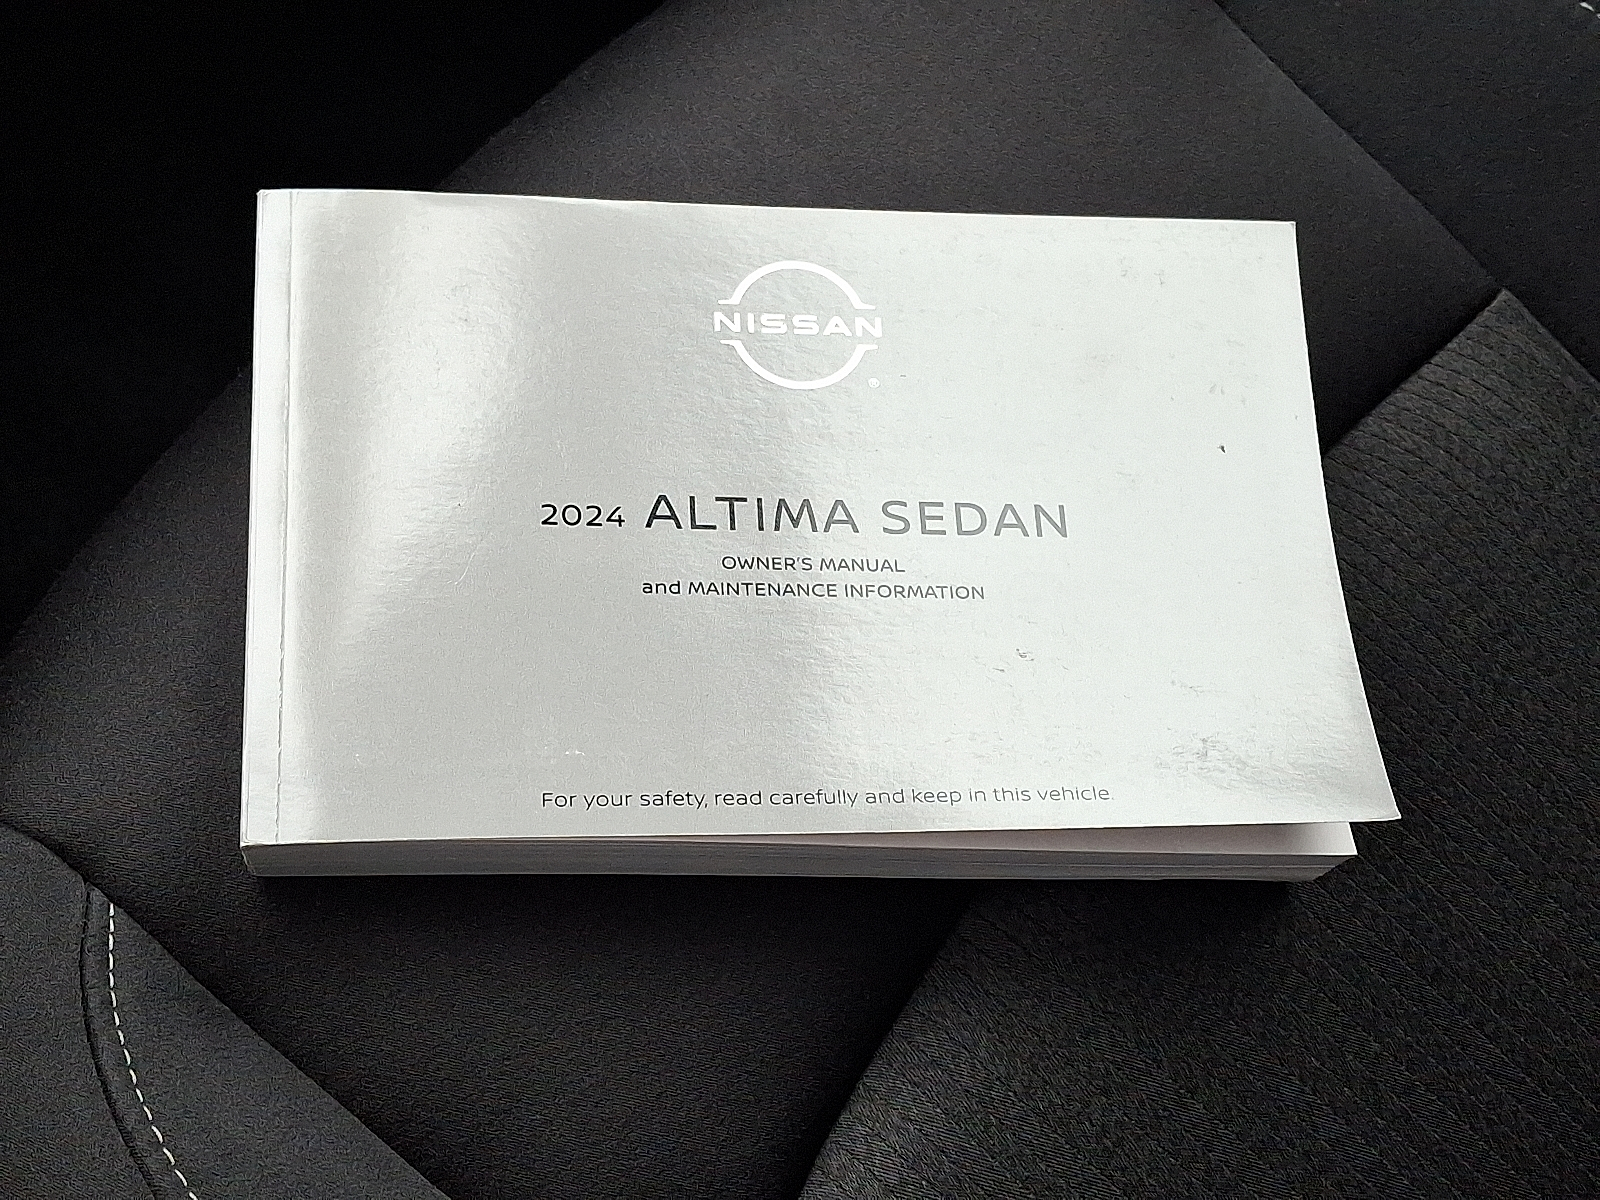 NISSAN
®
2024 ALTIMA SEDAN
OWNER'S MANUAL
and MAINTENANCE INFORMATION
For your safety, read carefully and keep in this vehicle.